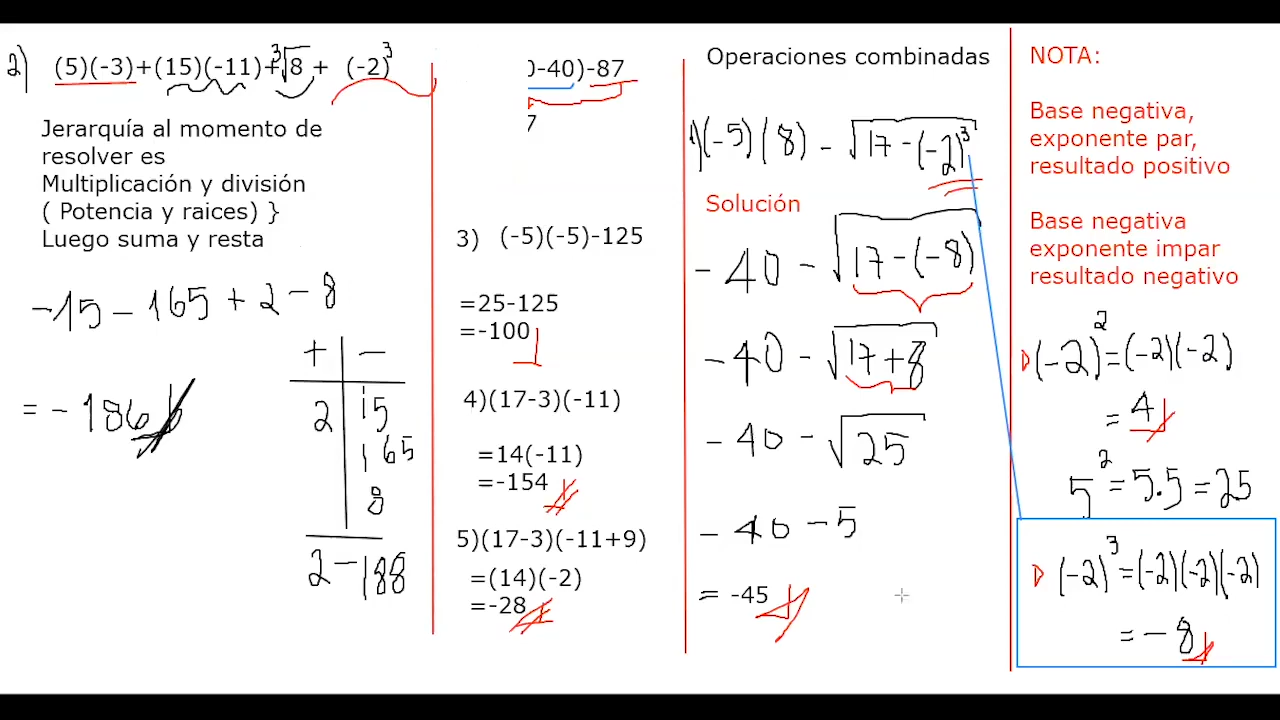 2) (5)(-3)+(15)(-11)+³√8 + (-2)³
Jerarquía al momento de
resolver es
Multiplicación y división
( Potencia y raices) }
Luego suma y resta
-15 - 165 + 2 - 8
= - 186
+ | -
2 | 15
165
8
2 - 188
0-40)-87
7
3) (-5)(-5)-125
=25-125
=-100
4)(17-3)(-11)
=14(-11)
=-154
5)(17-3)(-11+9)
=(14)(-2)
=-28
Operaciones combinadas
1)(-5)(8) - √17 - (-2)³
Solución
- 40 - √17 - (-8)
- 40 - √17 + 8
- 40 - √25
- 40 - 5
= -45
NOTA:
Base negativa,
exponente par,
resultado positivo
Base negativa
exponente impar
resultado negativo
(-2)² = (-2)(-2)
= 4
5² = 5.5 = 25
(-2)³ = (-2)(-2)(-2)
= - 8